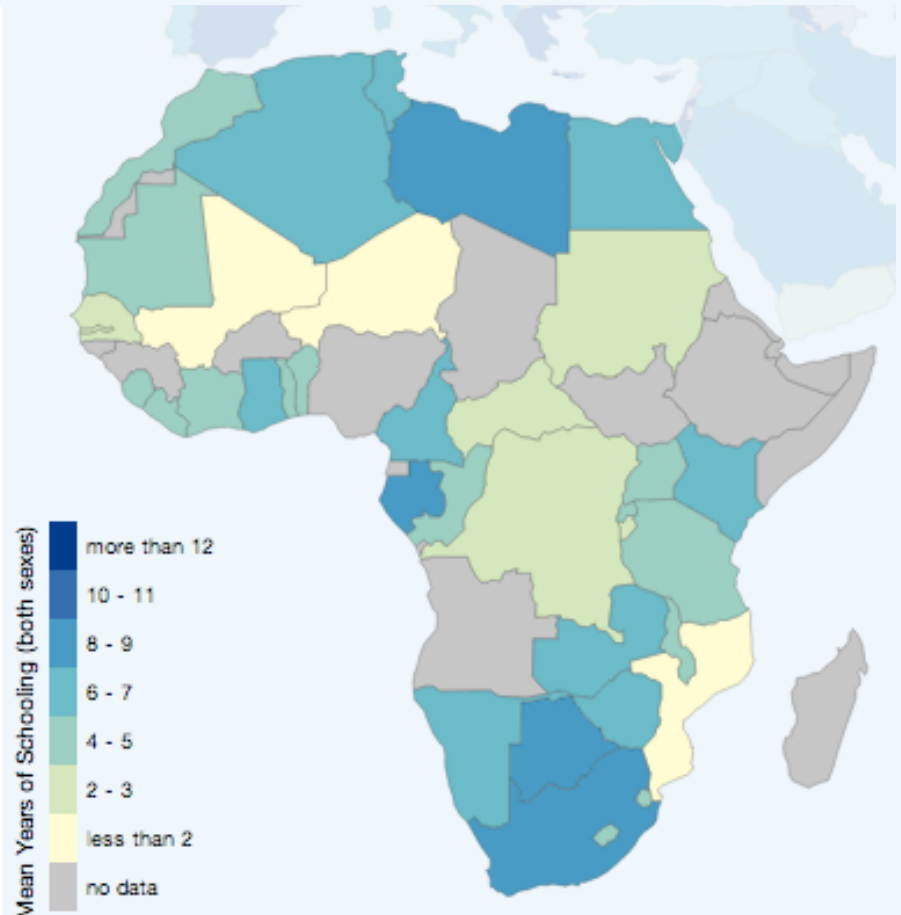 Mean Years of Schooling (both sexes)
more than 12
10 - 11
8 - 9
6 - 7
4 - 5
2 - 3
less than 2
no data